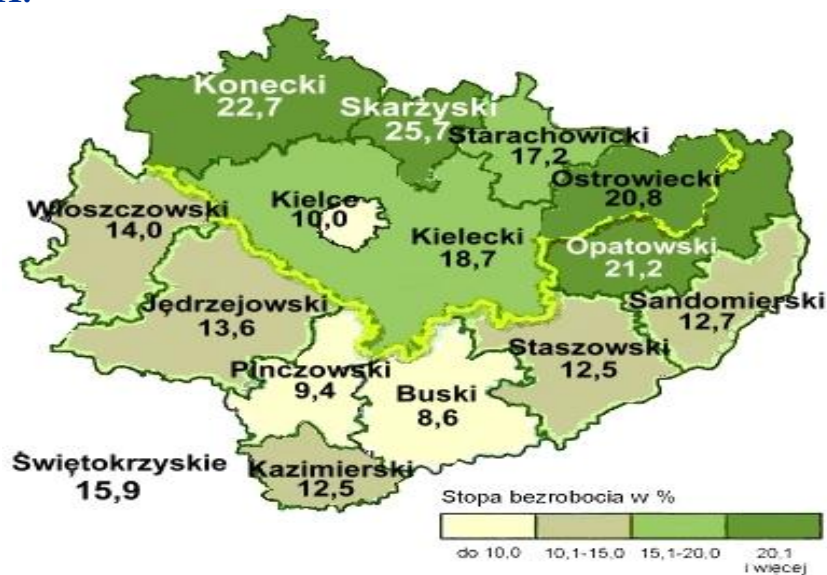 Konecki
22,7
Skarżyski
25,7
Starachowicki
17,2
Ostrowiecki
20,8
Włoszczowski
14,0
Kielce
10,0
Kielecki
18,7
Opatowski
21,2
Jędrzejowski
13,6
Sandomierski
12,7
Staszowski
12,5
Pińczowski
9,4
Buski
8,6
Świętokrzyskie
15,9
Kazimierski
12,5
Stopa bezrobocia w %
do 10,0 10,1-15,0 15,1-20,0 20,1
i więcej